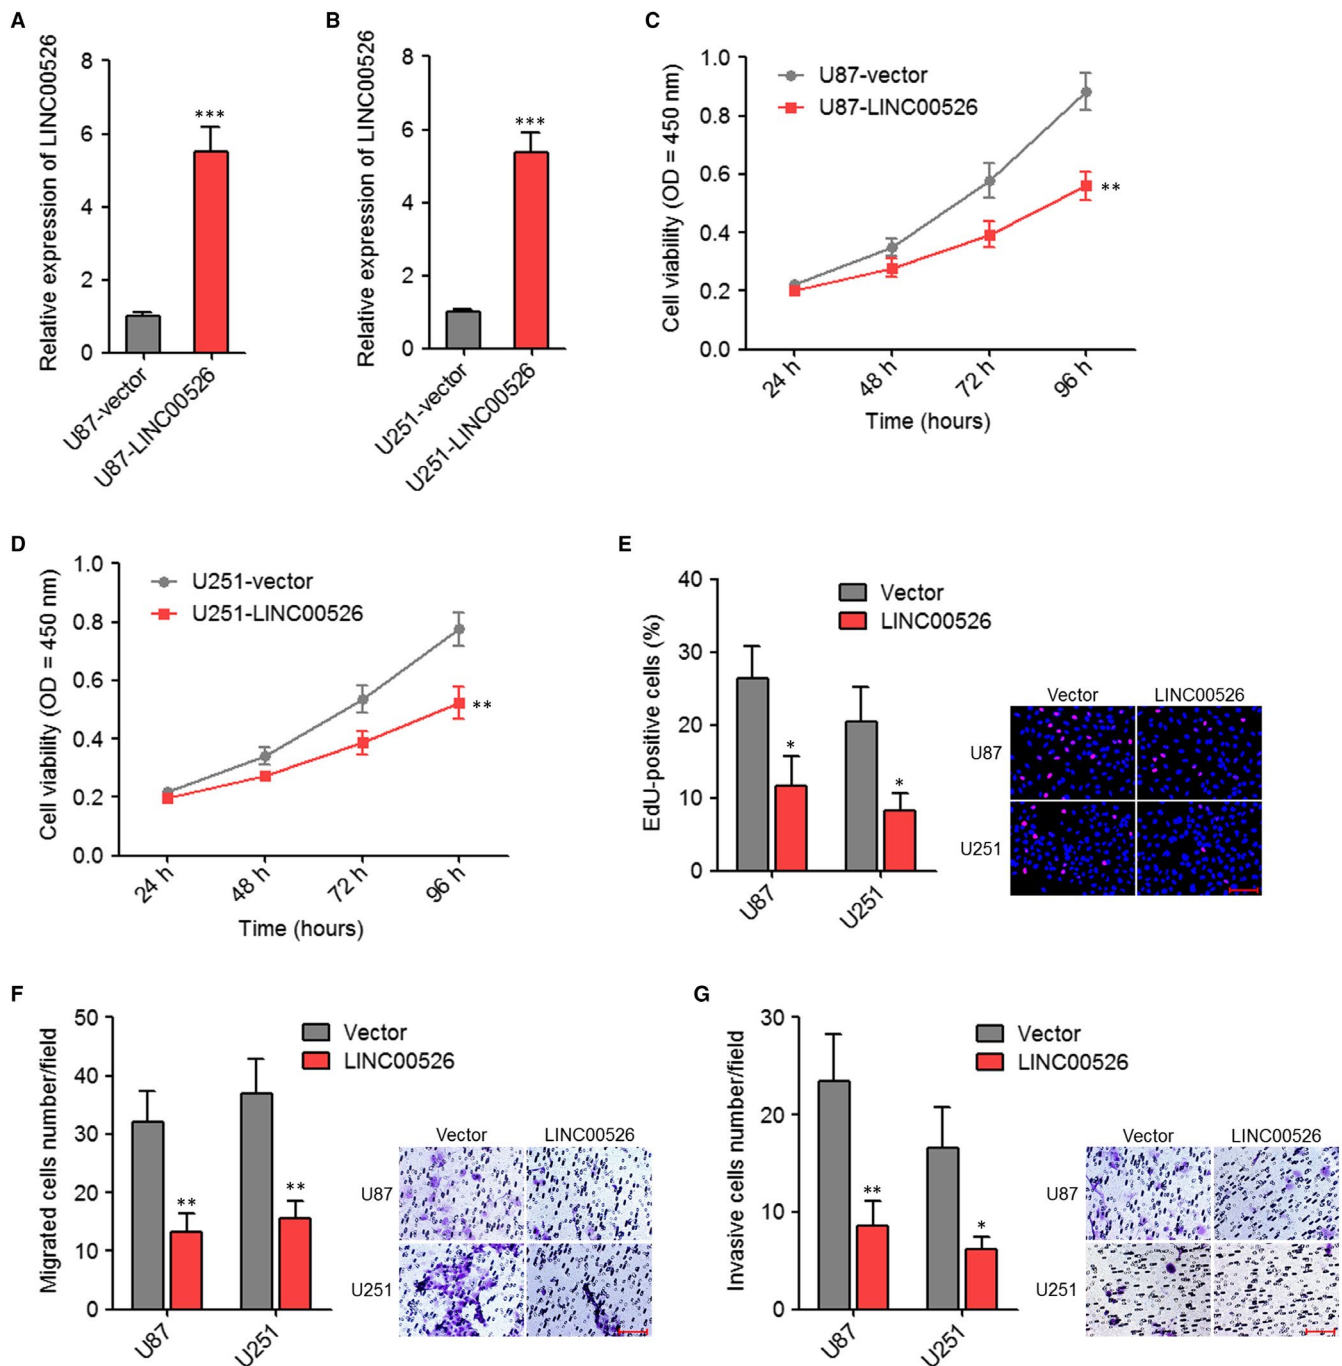 A
Relative expression of LINC00526
8
6
4
2
0
***
U87-vector
U87-LINC00526
B
Relative expression of LINC00526
8
6
4
2
0
***
U251-vector
U251-LINC00526
C
Cell viability (OD = 450 nm)
1.0
0.8
0.6
0.4
0.2
0.0
U87-vector
U87-LINC00526
**
24 h
48 h
72 h
96 h
Time (hours)
D
Cell viability (OD = 450 nm)
1.0
0.8
0.6
0.4
0.2
0.0
U251-vector
U251-LINC00526
**
24 h
48 h
72 h
96 h
Time (hours)
E
EdU-positive cells (%)
40
30
20
10
0
Vector
LINC00526
*
*
U87
U251
Vector
LINC00526
U87
U251
F
Migrated cells number/field
50
40
30
20
10
0
Vector
LINC00526
**
**
U87
U251
Vector
LINC00526
U87
U251
G
Invasive cells number/field
30
20
10
0
Vector
LINC00526
**
*
U87
U251
Vector
LINC00526
U87
U251